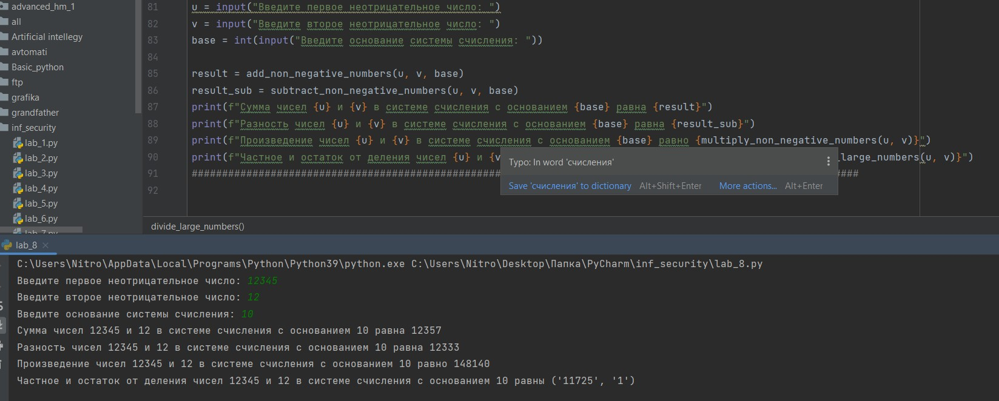 advanced_hm_1
all
Artificial intellegy
avtomati
Basic_python
ftp
grafika
grandfather
inf_security
lab_1.py
lab_2.py
lab_3.py
lab_4.py
lab_5.py
lab_6.py
lab_7.py
81 u = input("Введите первое неотрицательное число: ")
82 v = input("Введите второе неотрицательное число: ")
83 base = int(input("Введите основание системы счисления: "))
84
85 result = add_non_negative_numbers(u, v, base)
86 result_sub = subtract_non_negative_numbers(u, v, base)
87 print(f"Сумма чисел {u} и {v} в системе счисления с основанием {base} равна {result}")
88 print(f"Разность чисел {u} и {v} в системе счисления с основанием {base} равна {result_sub}")
89 print(f"Произведение чисел {u} и {v} в системе счисления с основанием {base} равно {multiply_non_negative_numbers(u, v)}")
90 print(f"Частное и остаток от деления чисел {u} и {v _large_numbers(u, v)}")
91 ##############################################################################################################
92
Typo: In word 'счисления'
Save 'счисления' to dictionary Alt+Shift+Enter More actions... Alt+Enter
divide_large_numbers()
lab_8
C:\Users\Nitro\AppData\Local\Programs\Python\Python39\python.exe C:\Users\Nitro\Desktop\Папка\PyCharm\inf_security\lab_8.py
Введите первое неотрицательное число: 12345
Введите второе неотрицательное число: 12
Введите основание системы счисления: 10
Сумма чисел 12345 и 12 в системе счисления с основанием 10 равна 12357
Разность чисел 12345 и 12 в системе счисления с основанием 10 равна 12333
Произведение чисел 12345 и 12 в системе счисления с основанием 10 равно 148140
Частное и остаток от деления чисел 12345 и 12 в системе счисления с основанием 10 равны ('11725', '1')